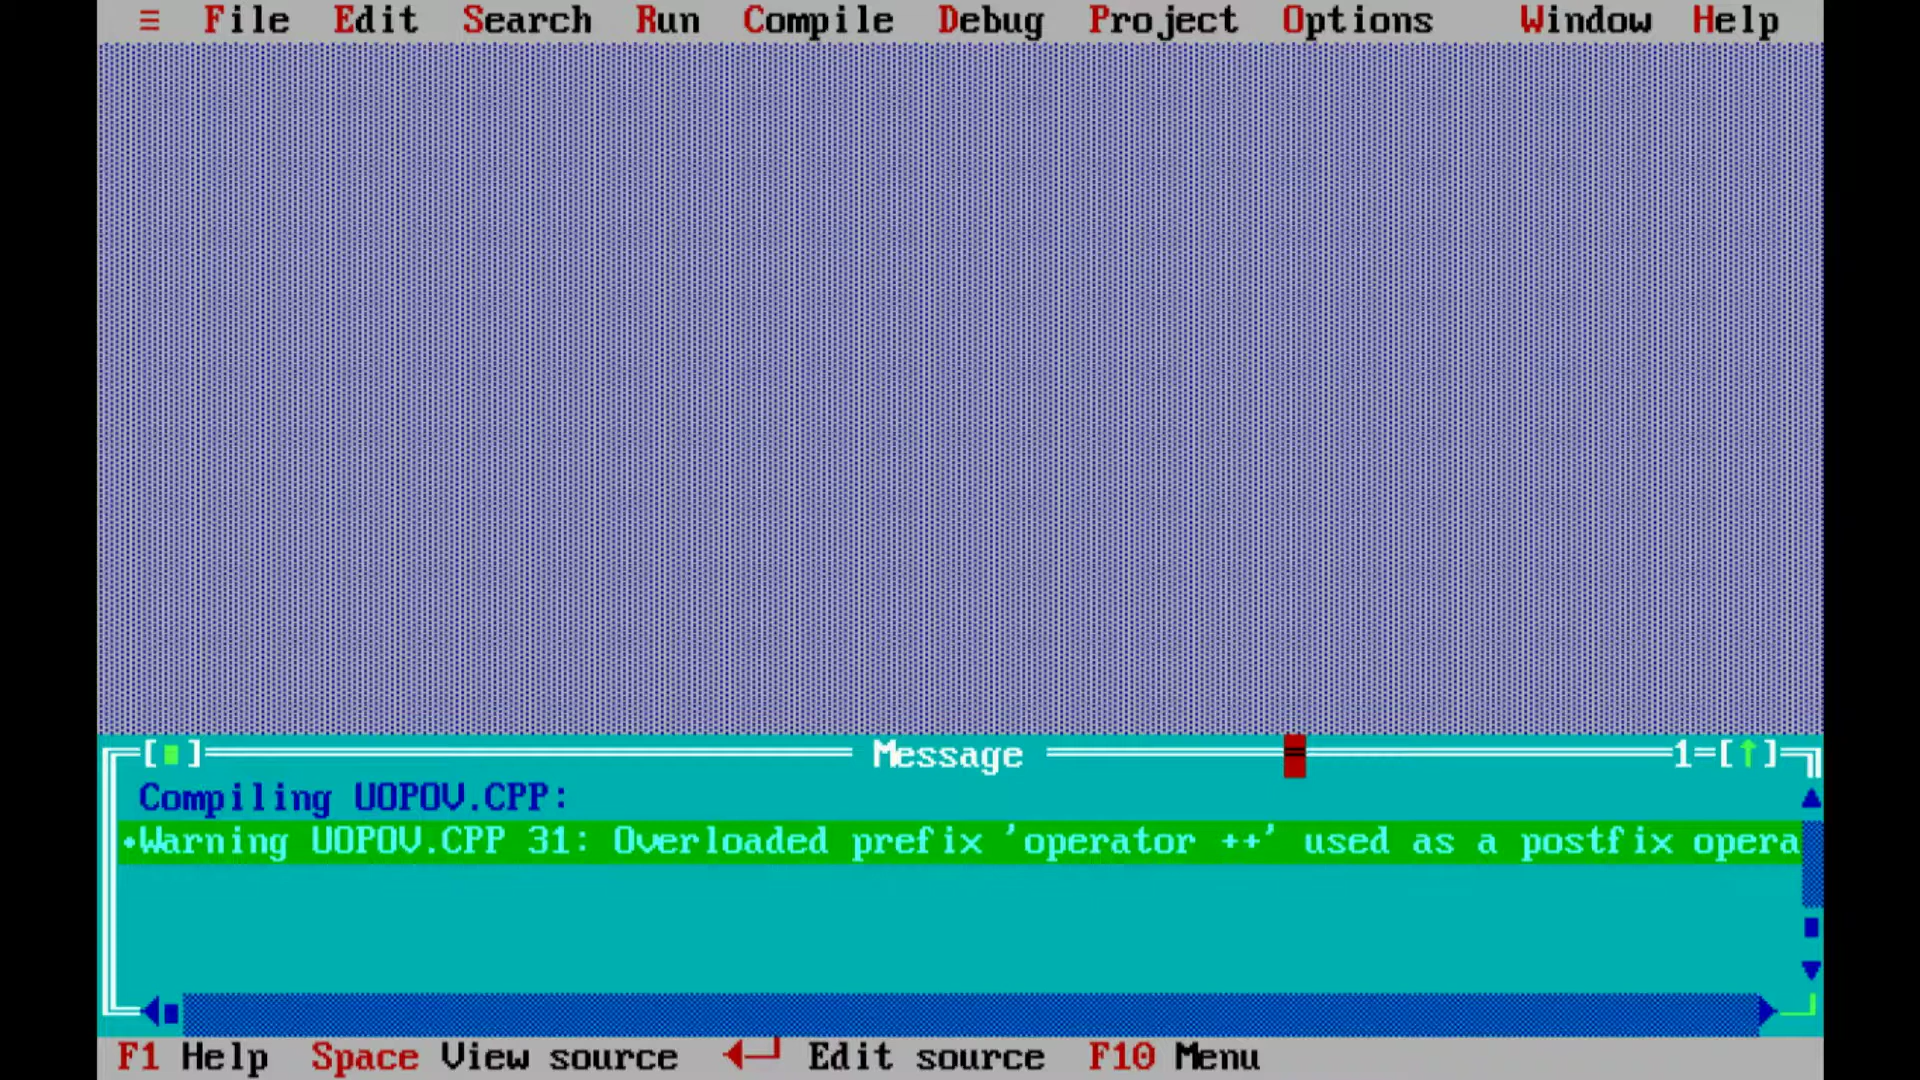 ≡ File Edit Search Run Compile Debug Project Options Window Help
[■] Message 1=[↑]
Compiling UOPOV.CPP:
•Warning UOPOV.CPP 31: Overloaded prefix 'operator ++' used as a postfix opera
F1 Help Space View source ◄─┘ Edit source F10 Menu